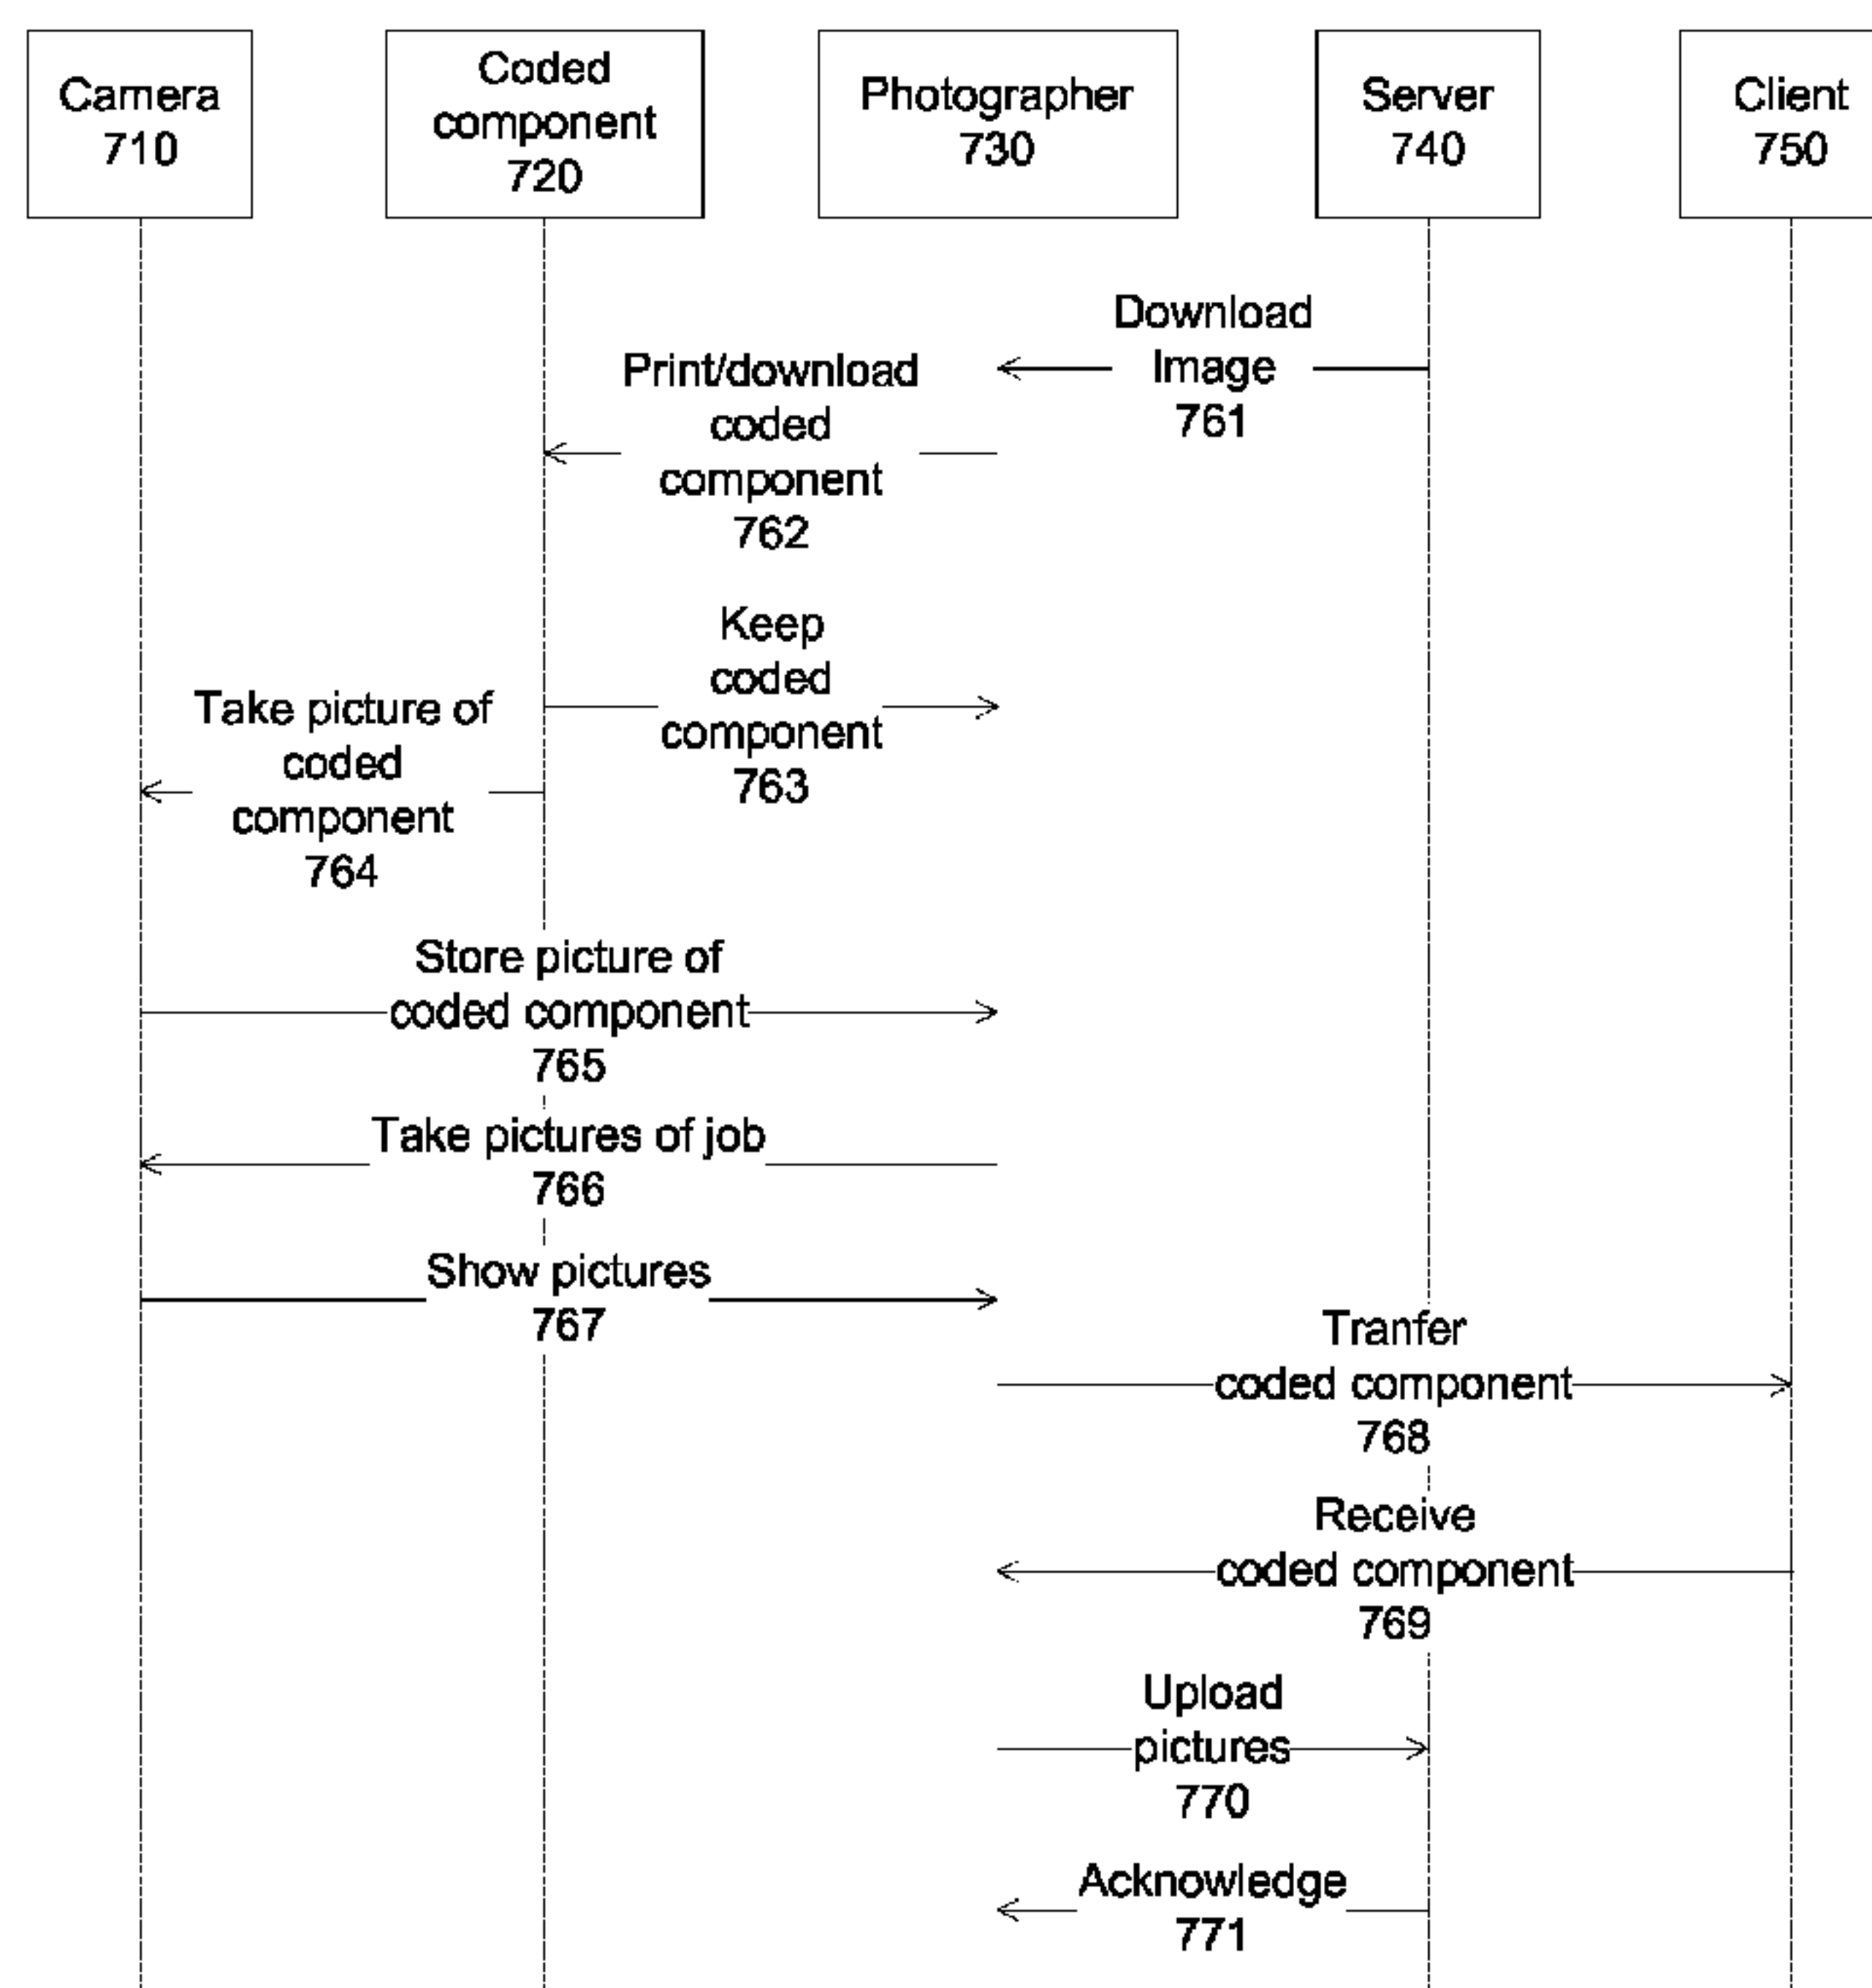 Camera
710
Coded
component
720
Photographer
730
Server
740
Client
750
Download
Image
761
Print/download
coded
component
762
Keep
coded
component
763
Take picture of
coded
component
764
Store picture of
coded component
765
Take pictures of job
766
Show pictures
767
Tranfer
coded component
768
Receive
coded component
769
Upload
pictures
770
Acknowledge
771